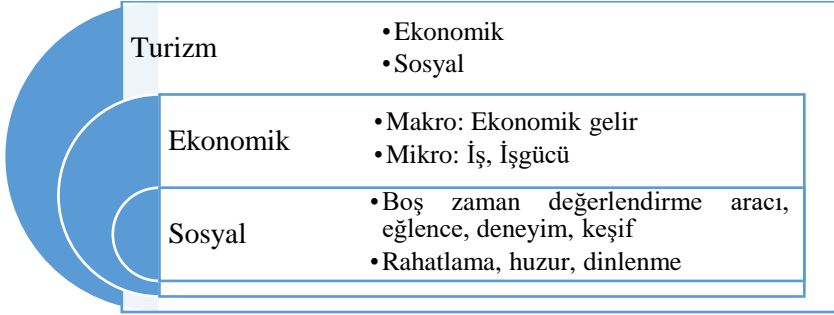 Turizm
•Ekonomik
•Sosyal
Ekonomik
•Makro: Ekonomik gelir
•Mikro: İş, İşgücü
Sosyal
•Boş zaman değerlendirme aracı,
eğlence, deneyim, keşif
•Rahatlama, huzur, dinlenme